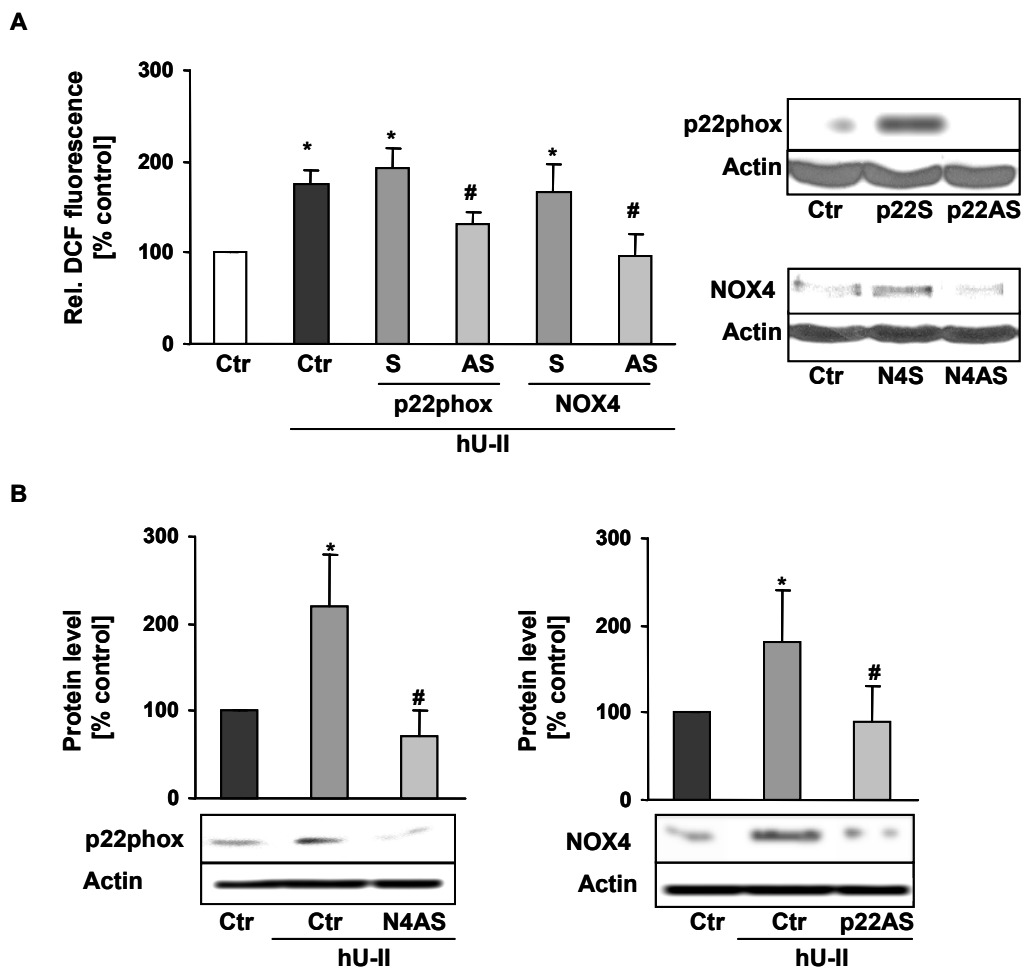 A
Rel. DCF fluorescence
[% control]
300
200
100
0
* * # * #
Ctr Ctr S AS S AS
p22phox NOX4
hU-II
p22phox
Actin
Ctr p22S p22AS
NOX4
Actin
Ctr N4S N4AS
B
Protein level
[% control]
300
200
100
0
* #
p22phox
Actin
Ctr Ctr N4AS
hU-II
Protein level
[% control]
300
200
100
0
* #
NOX4
Actin
Ctr Ctr p22AS
hU-II